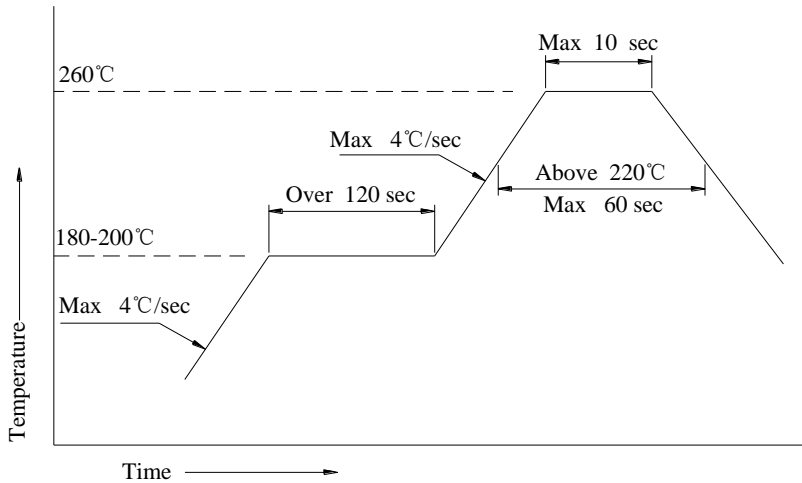 Max 10 sec
260℃
Max 4℃/sec
Above 220℃
Over 120 sec
Max 60 sec
180-200℃
Max 4℃/sec
Temperature
Time